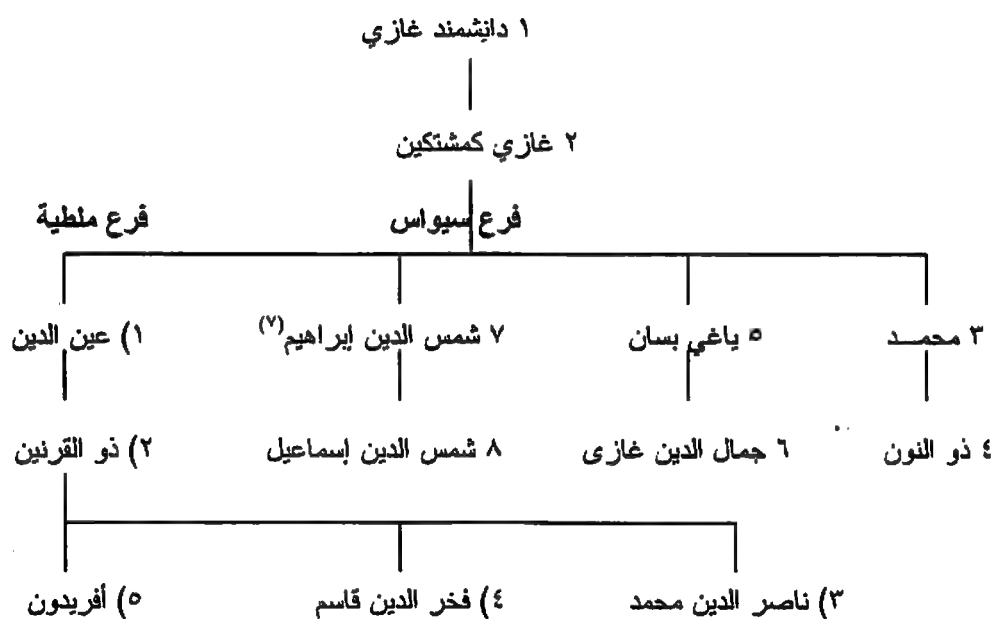 ١ دانشمند غازي
٢ غازي كمشتكين
فرع سيواس فرع ملطية
٣ محمــد ٥ ياغي بسان ٧ شمس الدين إبراهيم(٧) ١) عين الدين
٤ ذو النون ٦ جمال الدين غازى ٨ شمس الدين إسماعيل ٢) ذو القرنين
٣) ناصر الدين محمد ٤) فخر الدين قاسم ٥) أفريدون